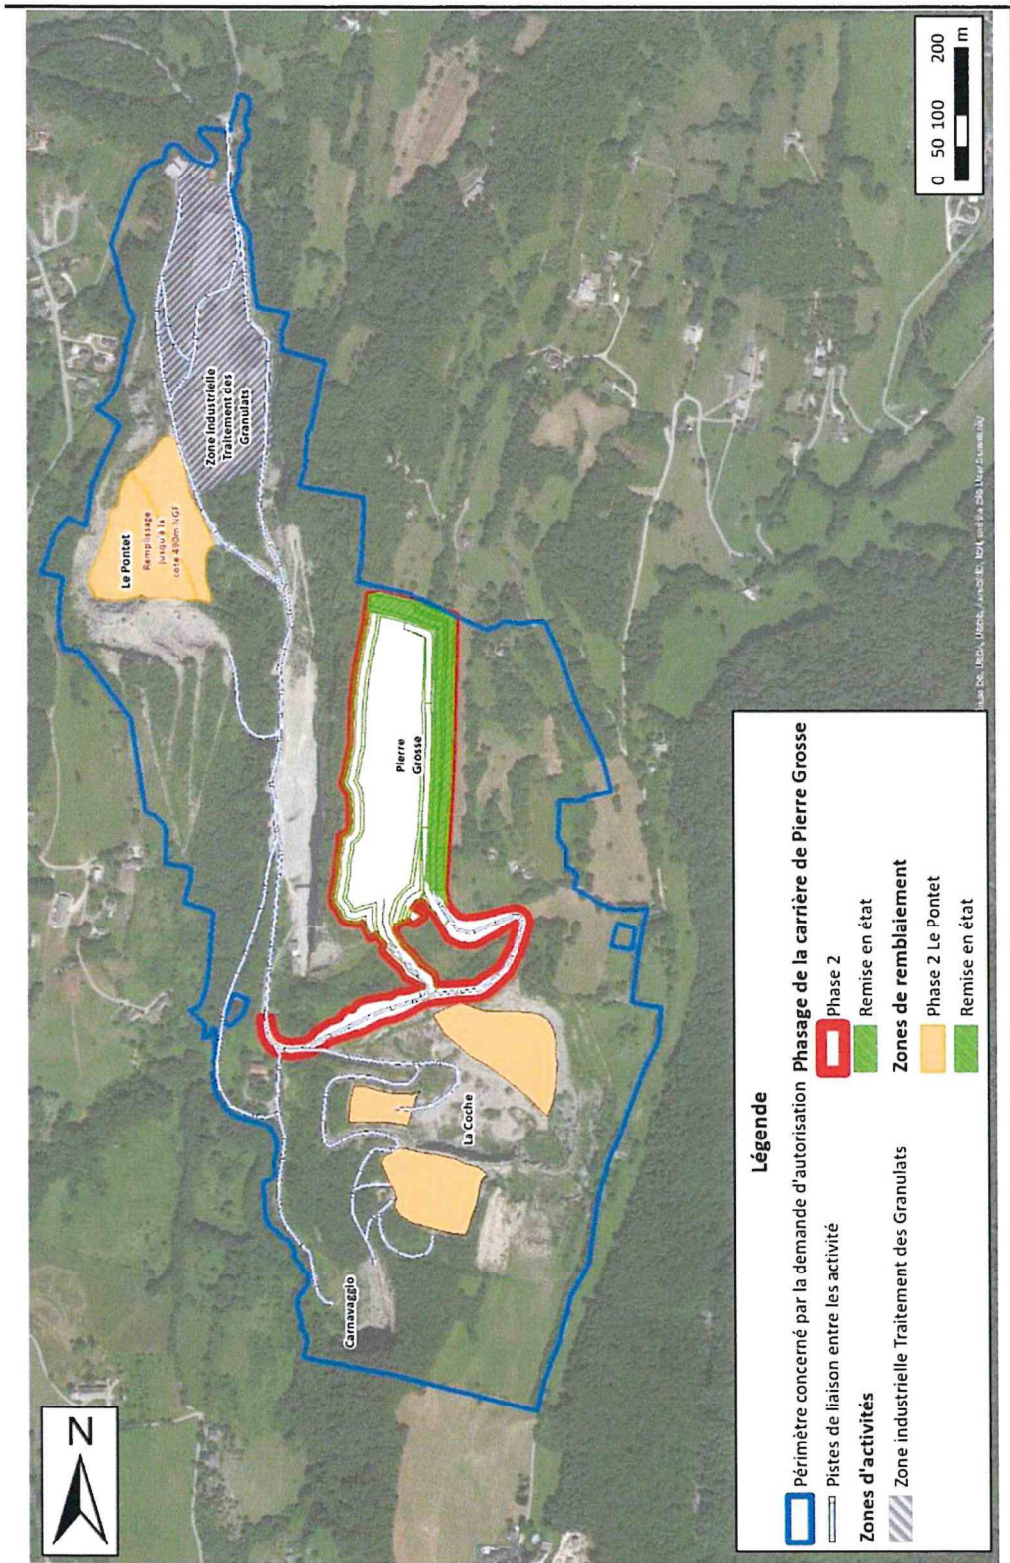 N
Carnavaggio
La Coche
Pierre
Grosse
Le Pontet
Remplissage
jusqu'à la
cote 490m NGF
Zone Industrielle
Traitement des
Granulats
0 50 100 200
m
Légende
Périmètre concerné par la demande d'autorisation
Pistes de liaison entre les activité
Zones d'activités
Zone industrielle Traitement des Granulats
Phasage de la carrière de Pierre Grosse
Phase 2
Remise en état
Zones de remblaiement
Phase 2 Le Pontet
Remise en état